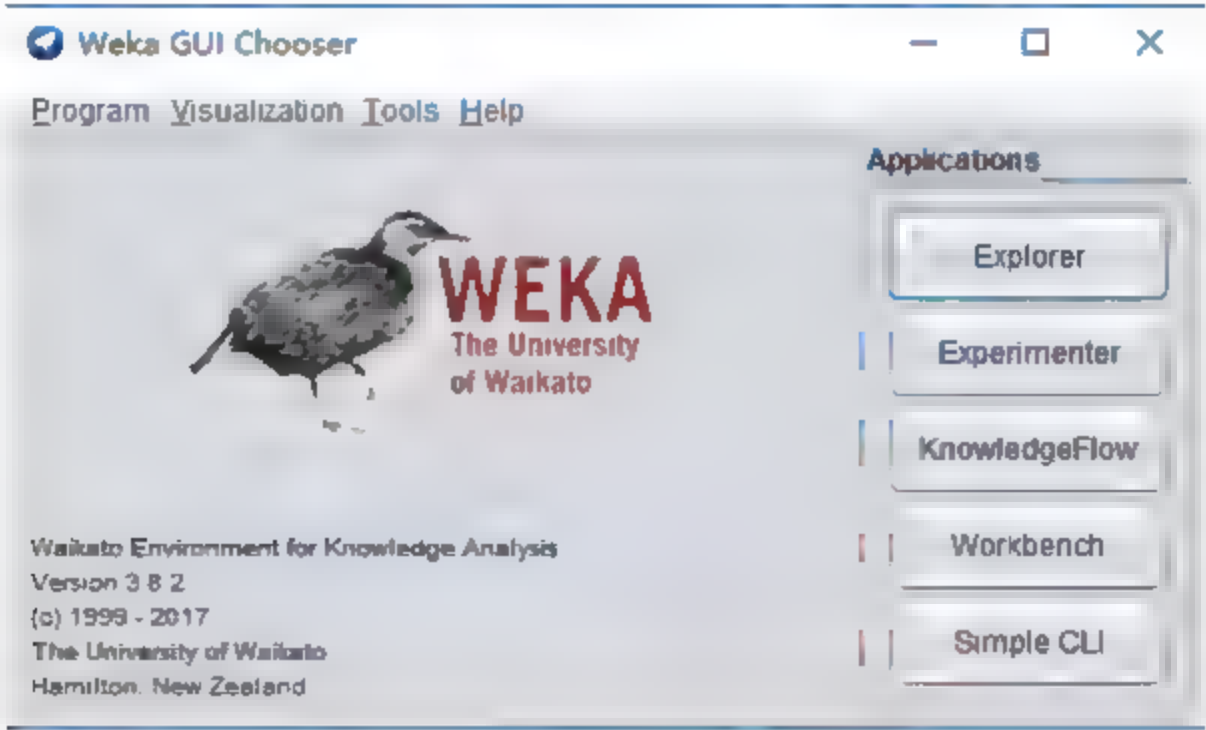 Weka GUI Chooser
Program Visualization Tools Help
Applications
Explorer
WEKA
The University
of Waikato
Experimenter
KnowledgeFlow
Workbench
Simple CLI
Waikato Environment for Knowledge Analysis
Version 3.8.2
(c) 1999 - 2017
The University of Waikato
Hamilton, New Zealand